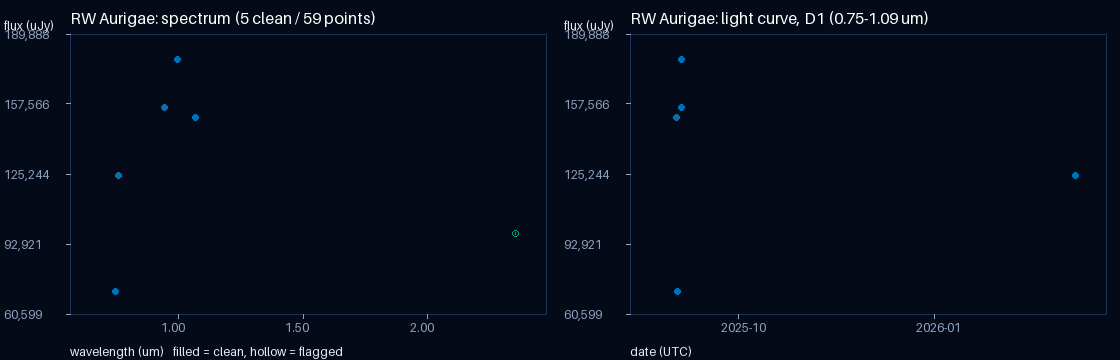 RW Aurigae: spectrum (5 clean / 59 points)
flux (uJy)
189,888
157,566
125,244
92,921
60,599
1.00
1.50
2.00
wavelength (um) filled = clean, hollow = flagged
RW Aurigae: light curve, D1 (0.75-1.09 um)
flux (uJy)
189,888
157,566
125,244
92,921
60,599
2025-10
2026-01
date (UTC)